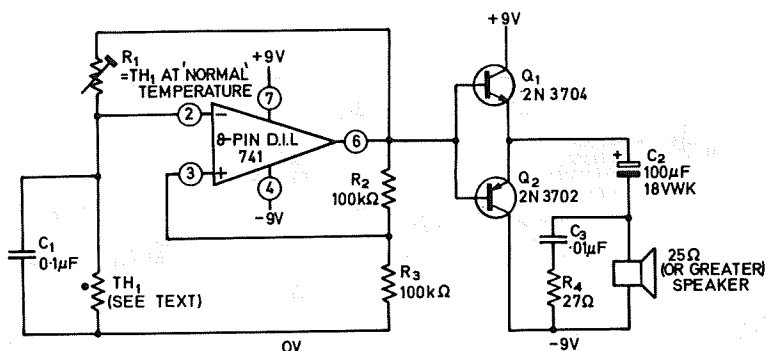 R1
=TH1 AT 'NORMAL'
TEMPERATURE
+9V
7
2
−
8-PIN D.I.L
741
6
3
+
4
-9V
R2
100kΩ
R3
100kΩ
C1
0·1µF
TH1
(SEE TEXT)
0V
+9V
Q1
2N 3704
Q2
2N 3702
+
C2
100µF
18VWK
C3
·01µF
R4
27Ω
25Ω
(OR GREATER)
SPEAKER
-9V